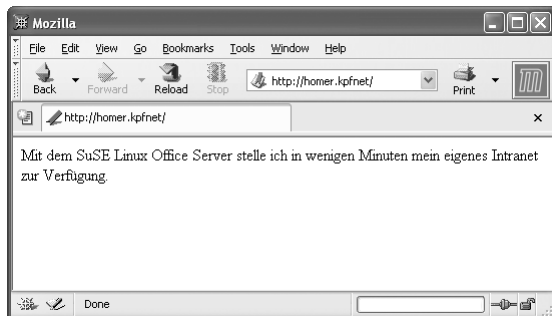 Mozilla
File Edit View Go Bookmarks Tools Window Help
Back Forward Reload Stop http://homer.kpfnet/ Print
http://homer.kpfnet/
Mit dem SuSE Linux Office Server stelle ich in wenigen Minuten mein eigenes Intranet
zur Verfügung.
Done